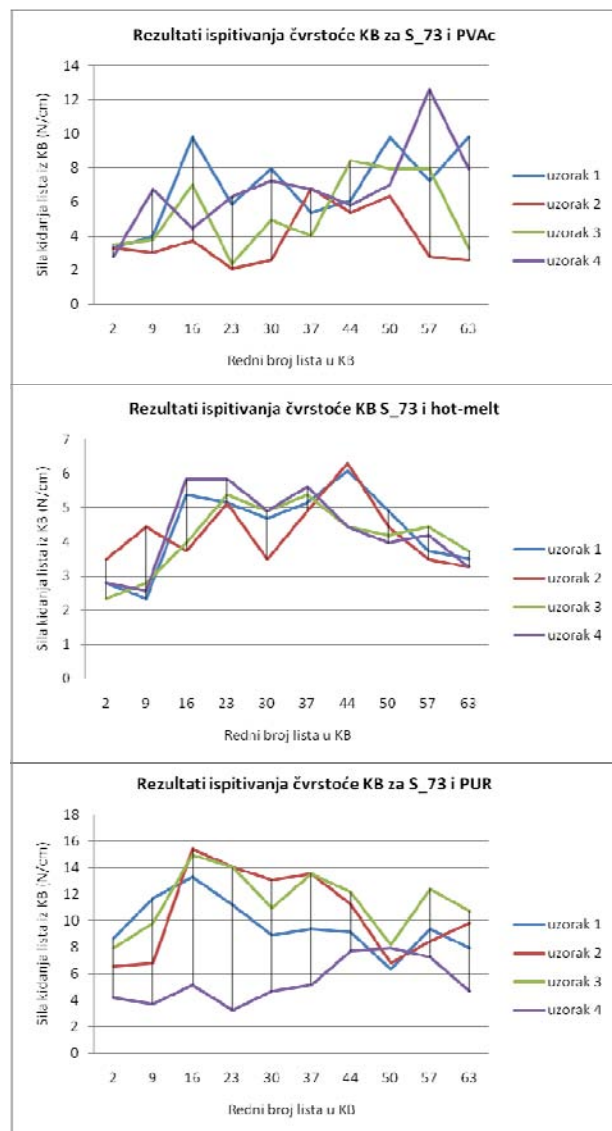 Rezultati ispitivanja čvrstoće KB za S_73 i PVAc
14
12
10
8
6
4
2
0
Sila kidanja lista iz KB (N/cm)
2 9 16 23 30 37 44 50 57 63
Redni broj lista u KB
uzorak 1
uzorak 2
uzorak 3
uzorak 4
Rezultati ispitivanja čvrstoće KB S_73 i hot-melt
7
6
5
4
3
2
1
0
Sila kidanja lista iz KB (N/cm)
2 9 16 23 30 37 44 50 57 63
Redni broj lista u KB
uzorak 1
uzorak 2
uzorak 3
uzorak 4
Rezultati ispitivanja čvrstoće KB za S_73 i PUR
18
16
14
12
10
8
6
4
2
0
Sila kidanja lista iz KB (N/cm)
2 9 16 23 30 37 44 50 57 63
Redni broj lista u KB
uzorak 1
uzorak 2
uzorak 3
uzorak 4